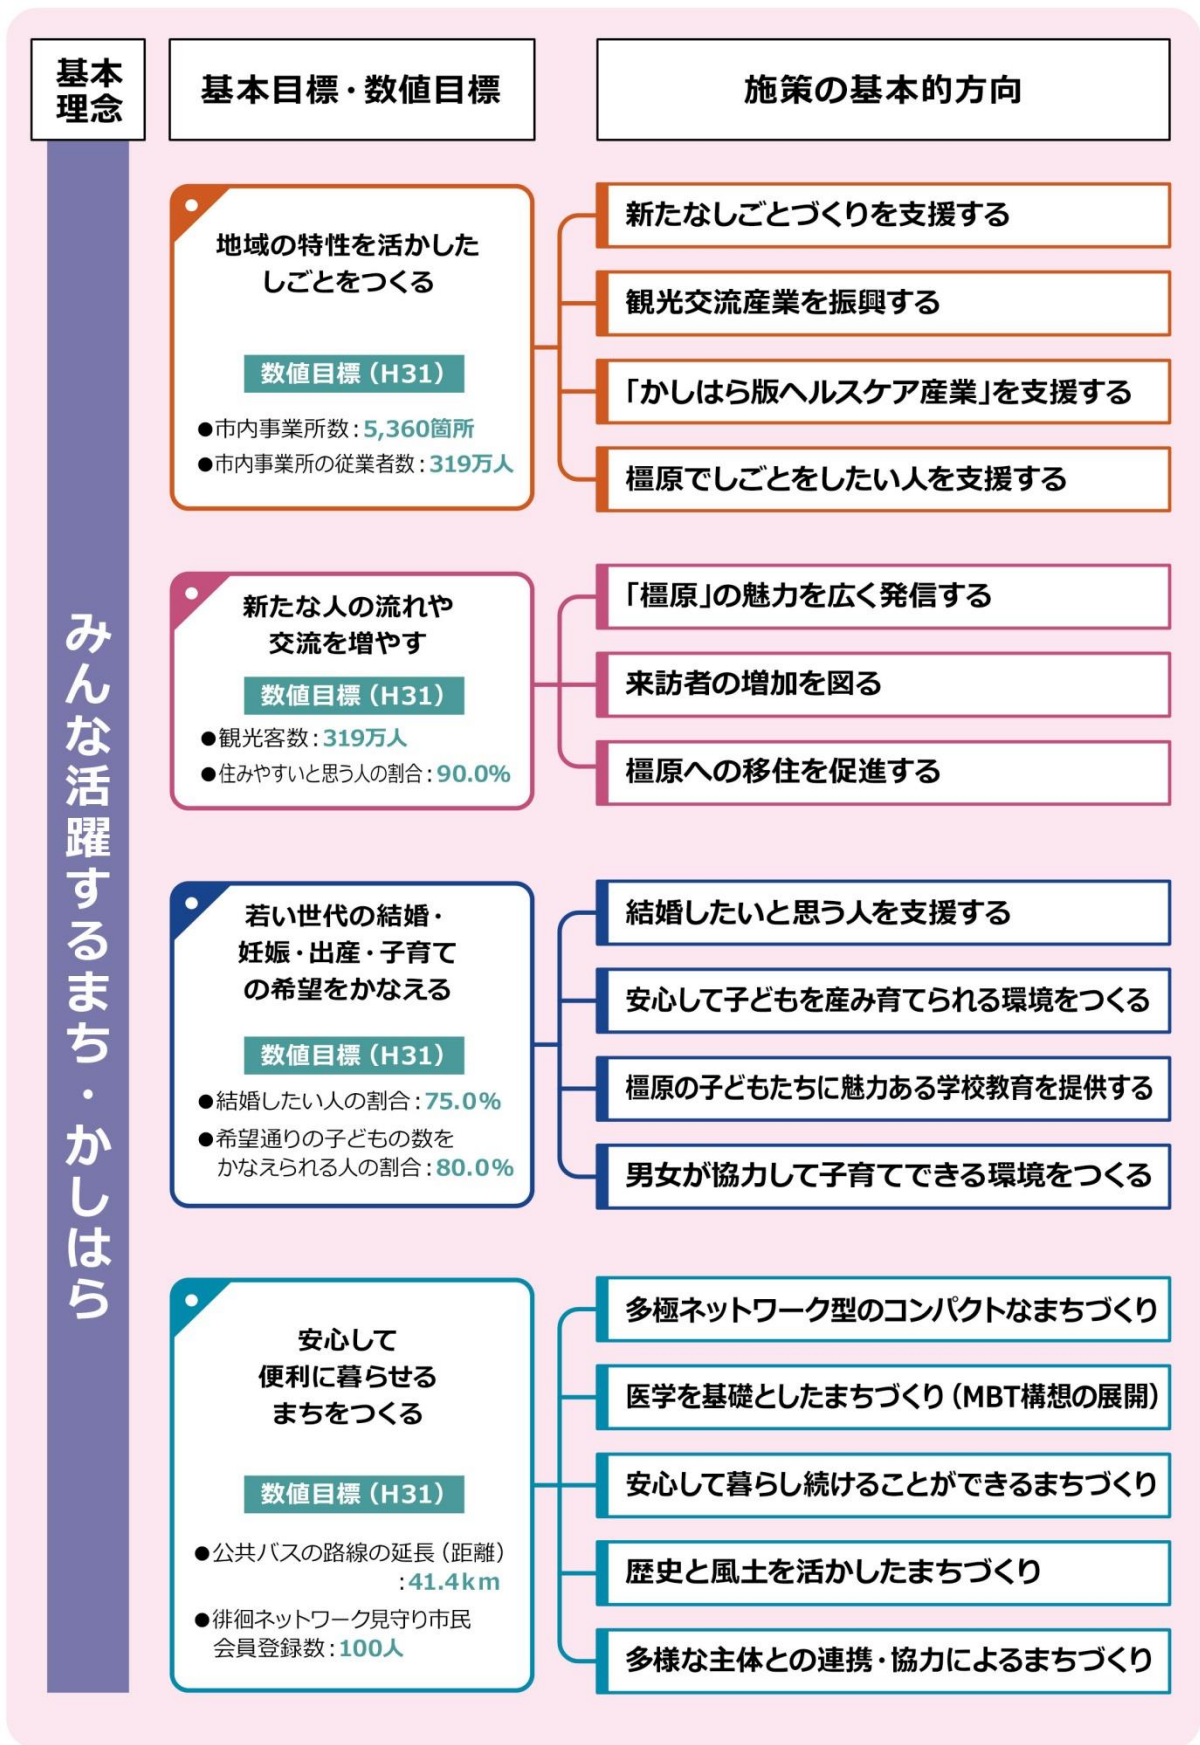 基本
理念
基本目標・数値目標
施策の基本的方向
みんな活躍するまち・かしはら
地域の特性を活かした
しごとをつくる
数値目標（H31）
●市内事業所数：5,360箇所
●市内事業所の従業者数：319万人
新たなしごとづくりを支援する
観光交流産業を振興する
「かしはら版ヘルスケア産業」を支援する
橿原でしごとをしたい人を支援する
新たな人の流れや
交流を増やす
数値目標（H31）
●観光客数：319万人
●住みやすいと思う人の割合：90.0%
「橿原」の魅力を広く発信する
来訪者の増加を図る
橿原への移住を促進する
若い世代の結婚・
妊娠・出産・子育て
の希望をかなえる
数値目標（H31）
●結婚したい人の割合：75.0%
●希望通りの子どもの数を
かなえられる人の割合：80.0%
結婚したいと思う人を支援する
安心して子どもを産み育てられる環境をつくる
橿原の子どもたちに魅力ある学校教育を提供する
男女が協力して子育てできる環境をつくる
安心して
便利に暮らせる
まちをつくる
数値目標（H31）
●公共バスの路線の延長（距離）
：41.4km
●徘徊ネットワーク見守り市民
会員登録数：100人
多極ネットワーク型のコンパクトなまちづくり
医学を基礎としたまちづくり（MBT構想の展開）
安心して暮らし続けることができるまちづくり
歴史と風土を活かしたまちづくり
多様な主体との連携・協力によるまちづくり